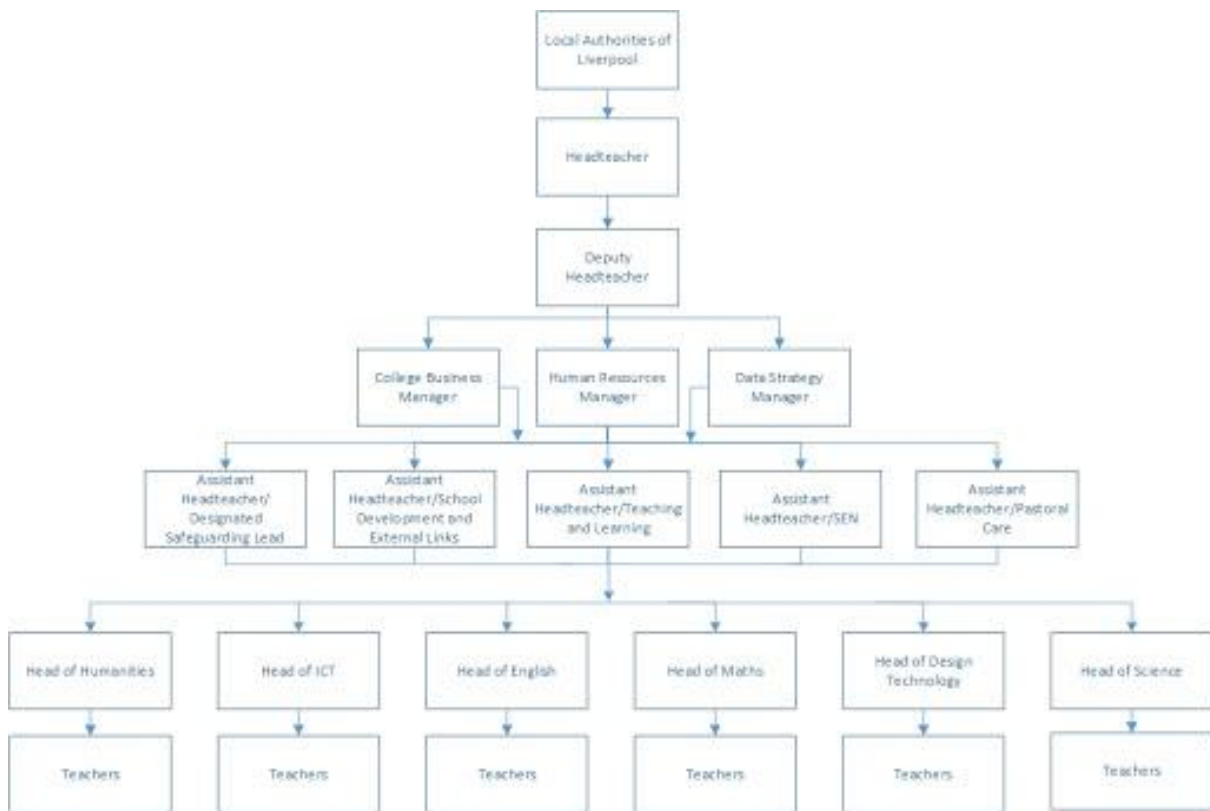 Local Authorities of
Liverpool
Headteacher
Deputy
Headteacher
College Business
Manager
Human Resources
Manager
Data Strategy
Manager
Assistant
Headteacher/
Designated
Safeguarding Lead
Assistant
Headteacher/School
Development and
External Links
Assistant
Headteacher/Teaching
and Learning
Assistant
Headteacher/SEN
Assistant
Headteacher/Pastoral
Care
Head of Humanities
Head of ICT
Head of English
Head of Maths
Head of Design
Technology
Head of Science
Teachers
Teachers
Teachers
Teachers
Teachers
Teachers